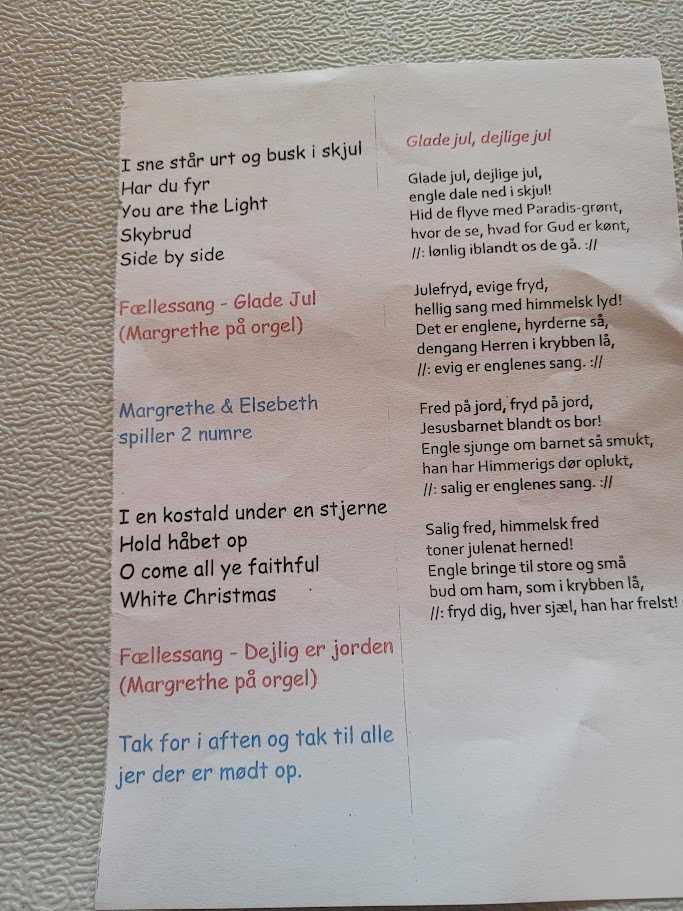 I sne står urt og busk i skjul
Har du fyr
You are the Light
Skybrud
Side by side
Fællessang - Glade Jul
(Margrethe på orgel)
Margrethe & Elsebeth
spiller 2 numre
I en kostald under en stjerne
Hold håbet op
O come all ye faithful
White Christmas
Fællessang - Dejlig er jorden
(Margrethe på orgel)
Tak for i aften og tak til alle
jer der er mødt op.
Glade jul, dejlige jul
Glade jul, dejlige jul,
engle dale ned i skjul!
Hid de flyve med Paradis-grønt,
hvor de se, hvad for Gud er kønt,
//: lønlig iblandt os de gå. ://
Julefryd, evige fryd,
hellig sang med himmelsk lyd!
Det er englene, hyrderne så,
dengang Herren i krybben lå,
//: evig er englenes sang. ://
Fred på jord, fryd på jord,
Jesusbarnet blandt os bor!
Engle sjunge om barnet så smukt,
han har Himmerigs dør oplukt,
//: salig er englenes sang. ://
Salig fred, himmelsk fred
toner julenat herned!
Engle bringe til store og små
bud om ham, som i krybben lå,
//: fryd dig, hver sjæl, han har frelst!